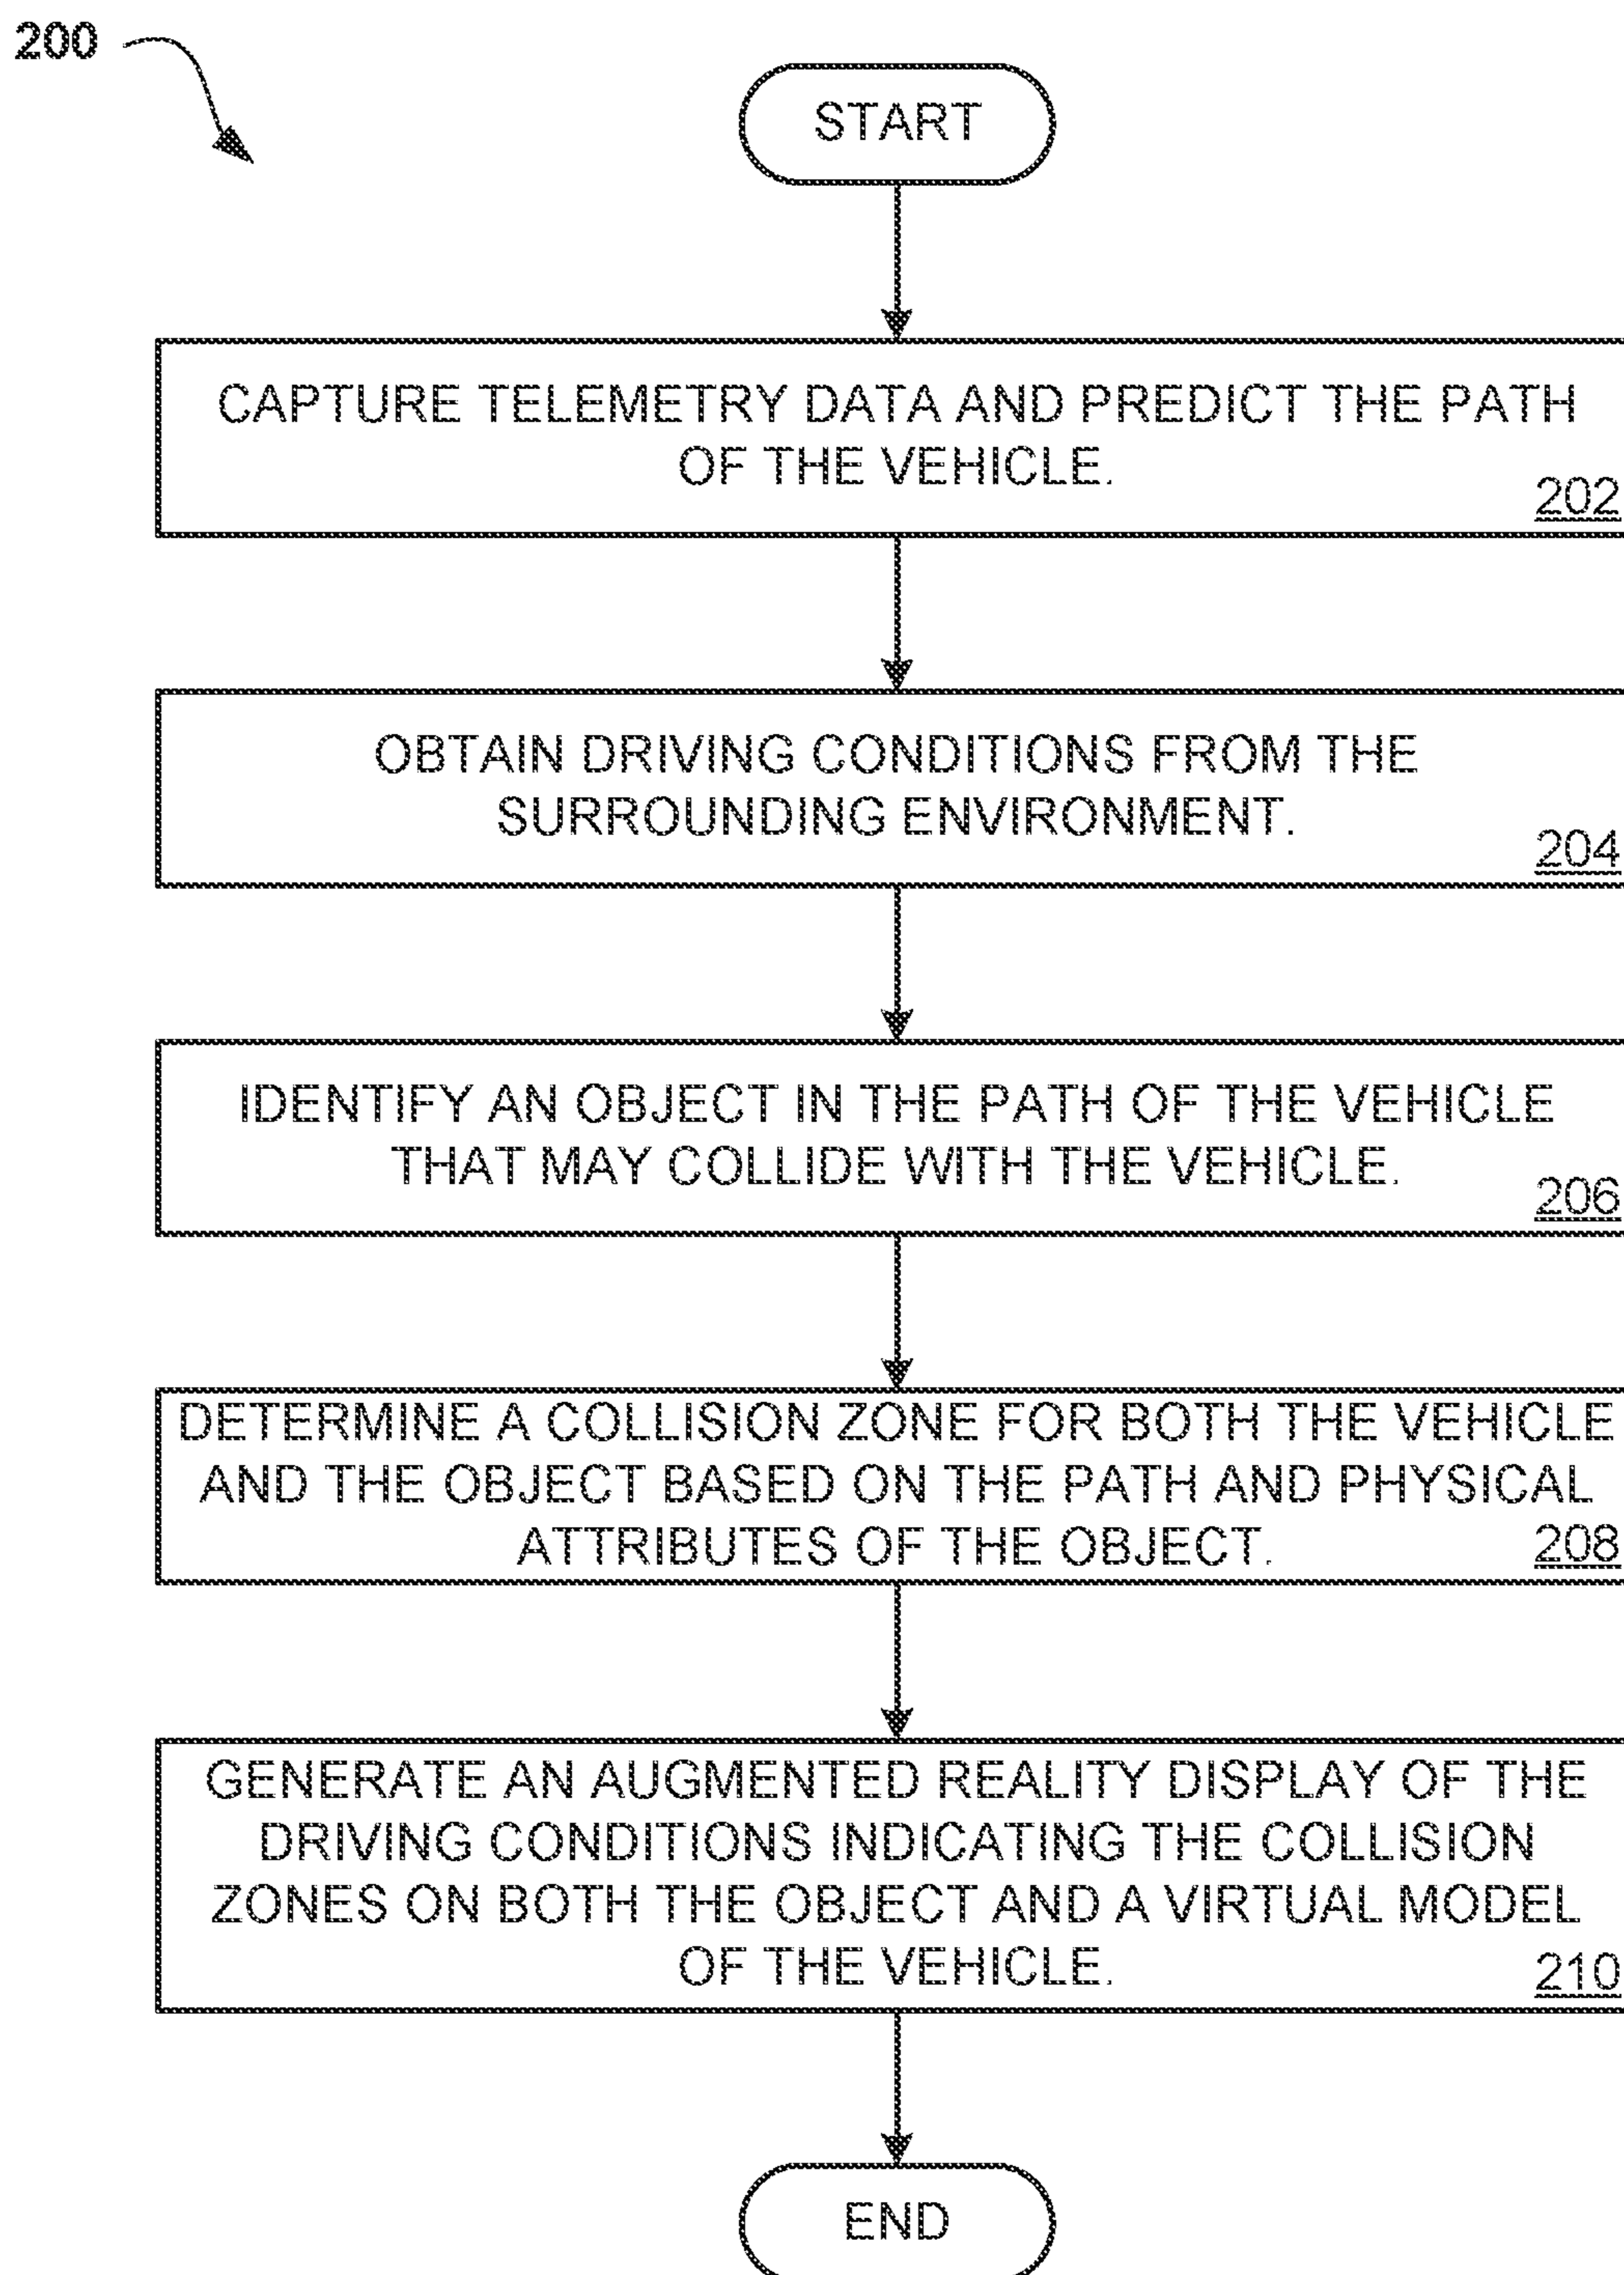 200
START
CAPTURE TELEMETRY DATA AND PREDICT THE PATH
OF THE VEHICLE.
202
OBTAIN DRIVING CONDITIONS FROM THE
SURROUNDING ENVIRONMENT.
204
IDENTIFY AN OBJECT IN THE PATH OF THE VEHICLE
THAT MAY COLLIDE WITH THE VEHICLE.
206
DETERMINE A COLLISION ZONE FOR BOTH THE VEHICLE
AND THE OBJECT BASED ON THE PATH AND PHYSICAL
ATTRIBUTES OF THE OBJECT.
208
GENERATE AN AUGMENTED REALITY DISPLAY OF THE
DRIVING CONDITIONS INDICATING THE COLLISION
ZONES ON BOTH THE OBJECT AND A VIRTUAL MODEL
OF THE VEHICLE.
210
END